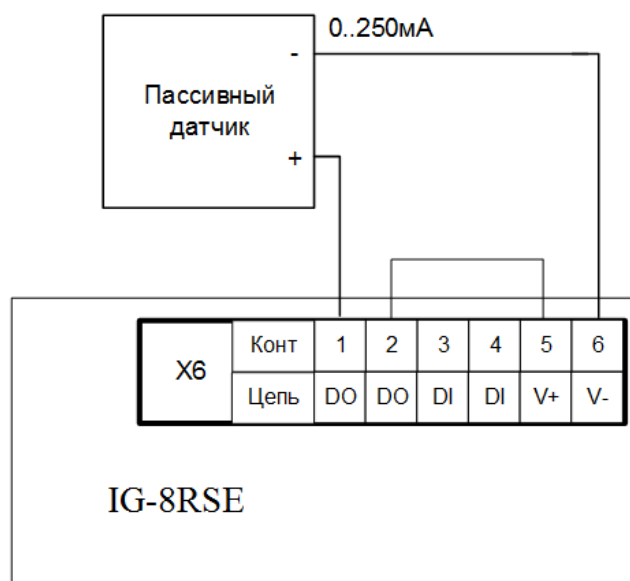 0..250мА
-
Пассивный
датчик
+
X6
Конт 1 2 3 4 5 6
Цепь DO DO DI DI V+ V-
IG-8RSE